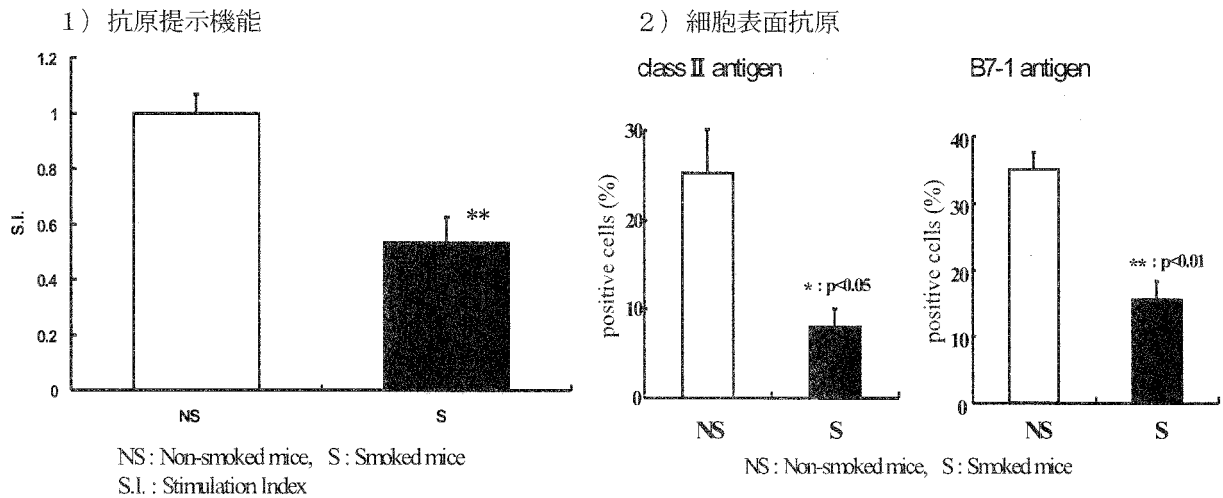 1) 抗原提示機能
1.2
1
0.8
0.6
0.4
0.2
0
S.I.
**
NS
S
NS : Non-smoked mice, S : Smoked mice
S.I. : Stimulation Index
2) 細胞表面抗原
class II antigen
30
20
10
0
positive cells (%)
* : p<0.05
NS
S
B7-1 antigen
40
30
20
10
0
positive cells (%)
** : p<0.01
NS
S
NS : Non-smoked mice, S : Smoked mice